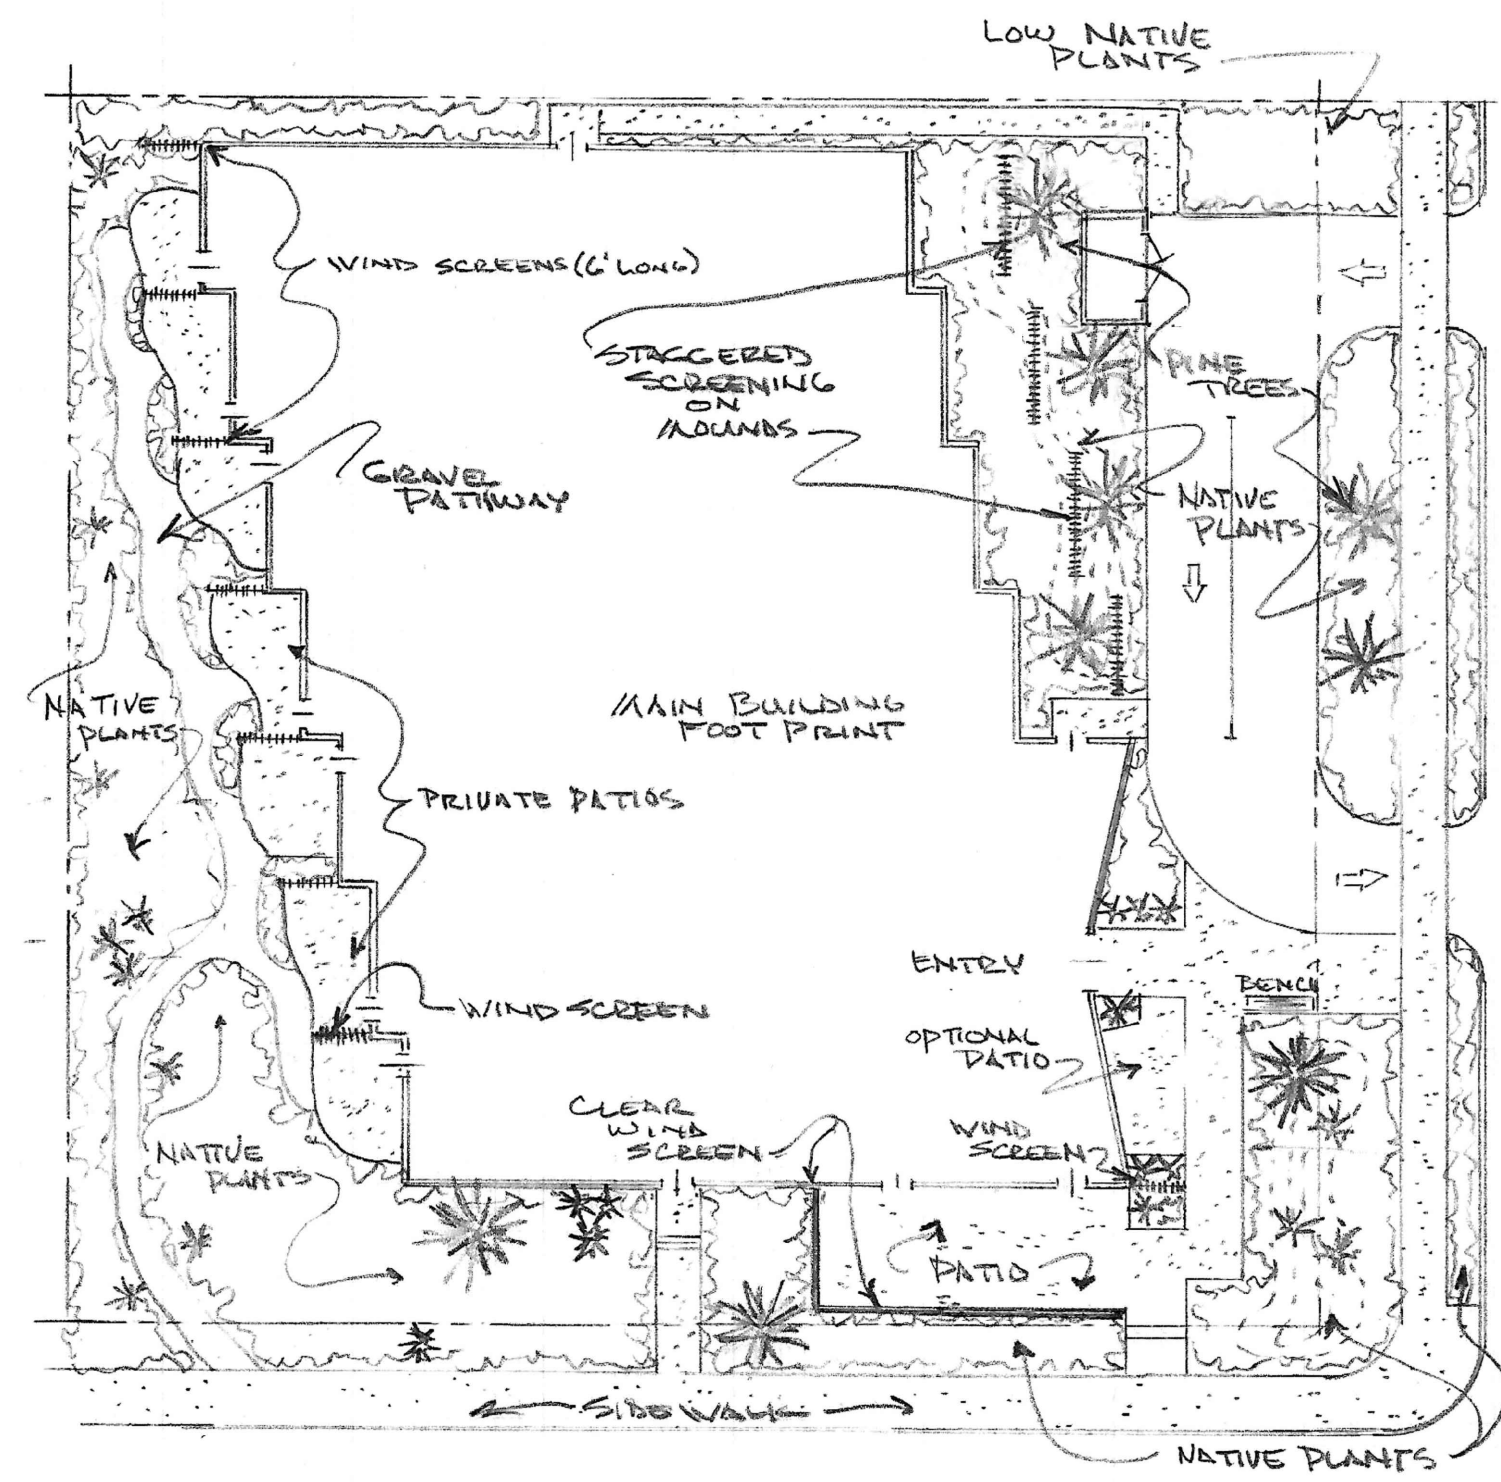 LOW NATIVE
PLANTS
WIND SCREENS (6' LONG)
STAGGERED
SCREENING
ON
MOUNDS
PINE
TREES
GRAVEL
PATHWAY
NATIVE
PLANTS
NATIVE
PLANTS
MAIN BUILDING
FOOT PRINT
PRIVATE PATIOS
ENTRY
BENCH
WIND SCREEN
OPTIONAL
PATIO
CLEAR
WIND
SCREEN
WIND
SCREEN
NATIVE
PLANTS
PATIO
SIDEWALK
NATIVE PLANTS